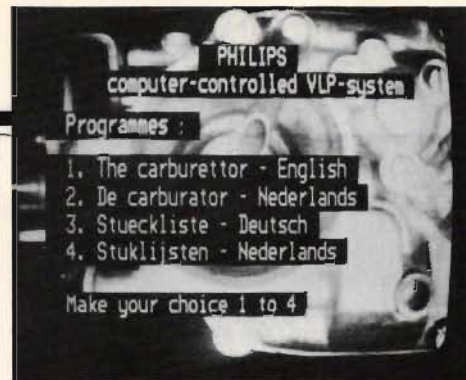 PHILIPS
computer-controlled VLP-system
Programmes :
1. The carburettor - English
2. De carburator - Nederlands
3. Stueckliste - Deutsch
4. Stuklijsten - Nederlands
Make your choice 1 to 4